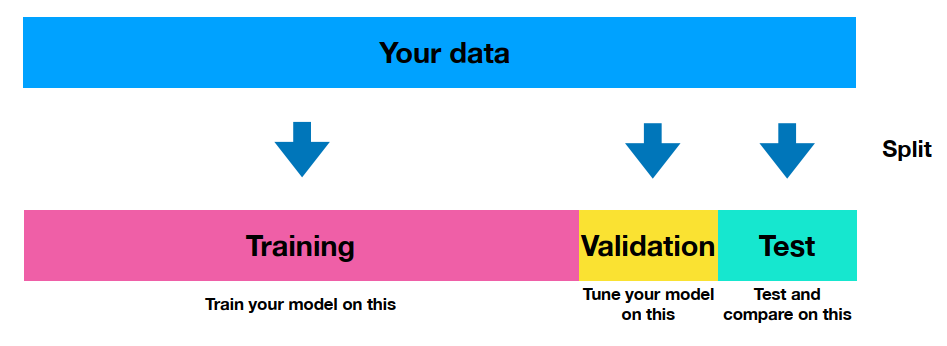 Your data
Split
Training
Validation
Test
Train your model on this
Tune your model
on this
Test and
compare on this